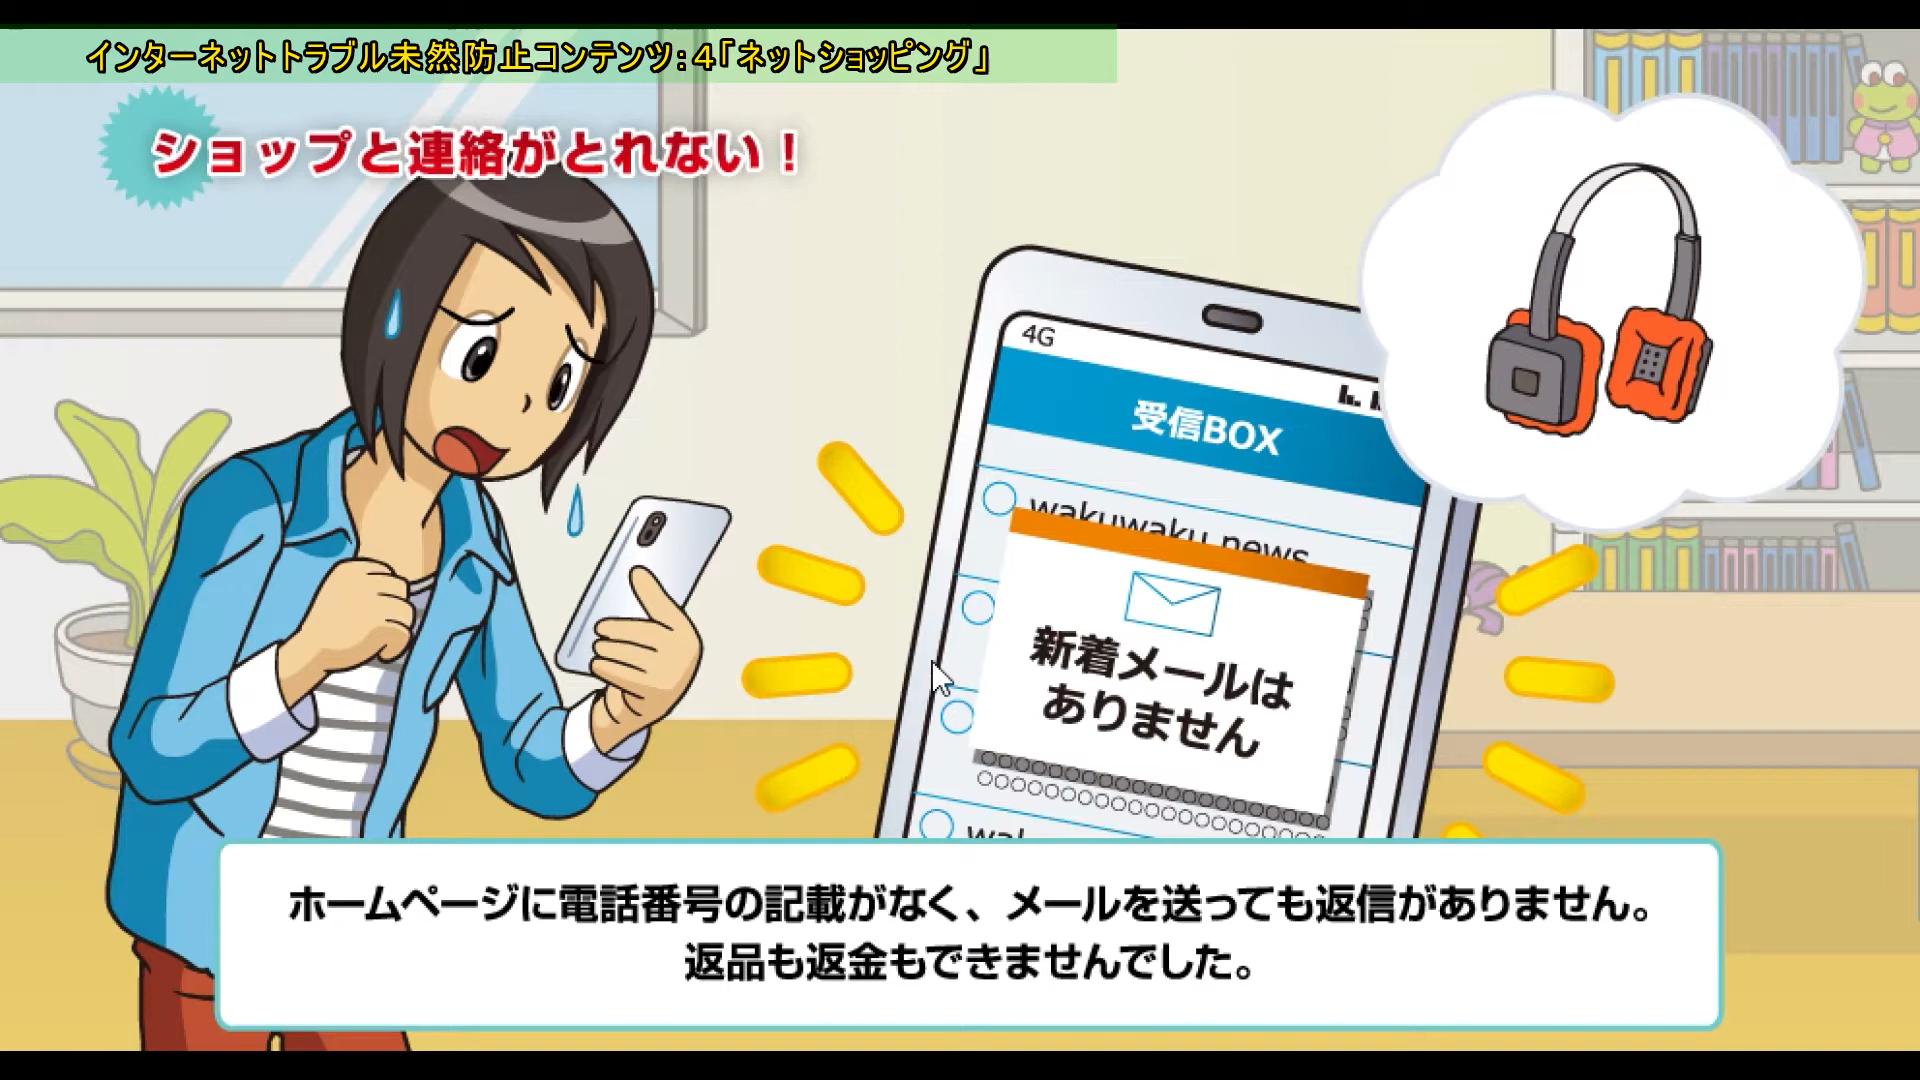 インターネットトラブル未然防止コンテンツ：４「ネットショッピング」
ショップと連絡がとれない！
4G
受信BOX
wakuwaku news
新着メールは
ありません
ホームページに電話番号の記載がなく、メールを送っても返信がありません。
返品も返金もできませんでした。